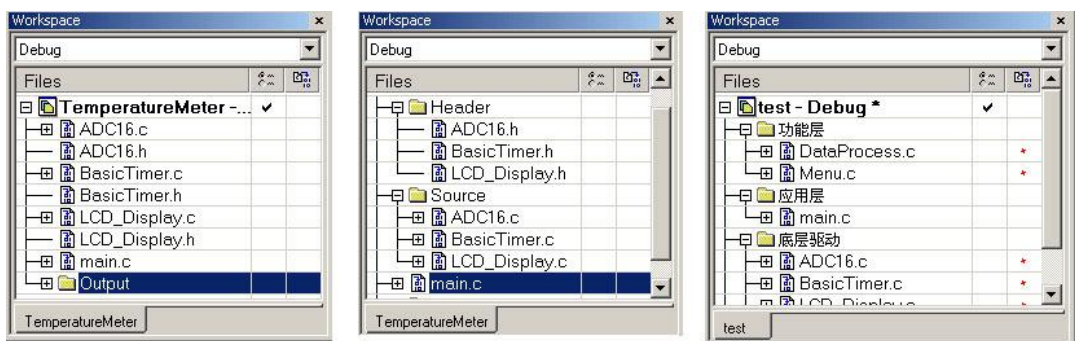 Workspace
Debug
Files
TemperatureMeter -...
ADC16.c
ADC16.h
BasicTimer.c
BasicTimer.h
LCD_Display.c
LCD_Display.h
main.c
Output
TemperatureMeter
Workspace
Debug
Files
Header
ADC16.h
BasicTimer.h
LCD_Display.h
Source
ADC16.c
BasicTimer.c
LCD_Display.c
main.c
TemperatureMeter
Workspace
Debug
Files
test - Debug *
功能层
DataProcess.c
Menu.c
应用层
main.c
底层驱动
ADC16.c
BasicTimer.c
test